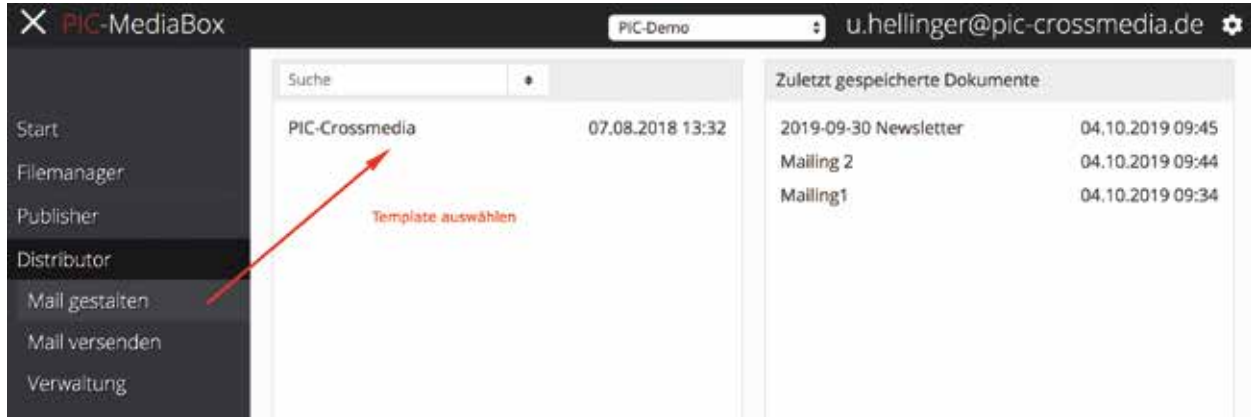 PIC-MediaBox
PIC-Demo
u.hellinger@pic-crossmedia.de
Start
Filemanager
Publisher
Distributor
Mail gestalten
Mail versenden
Verwaltung
Suche
PIC-Crossmedia 07.08.2018 13:32
Template auswählen
Zuletzt gespeicherte Dokumente
2019-09-30 Newsletter 04.10.2019 09:45
Mailing 2 04.10.2019 09:44
Mailing1 04.10.2019 09:34